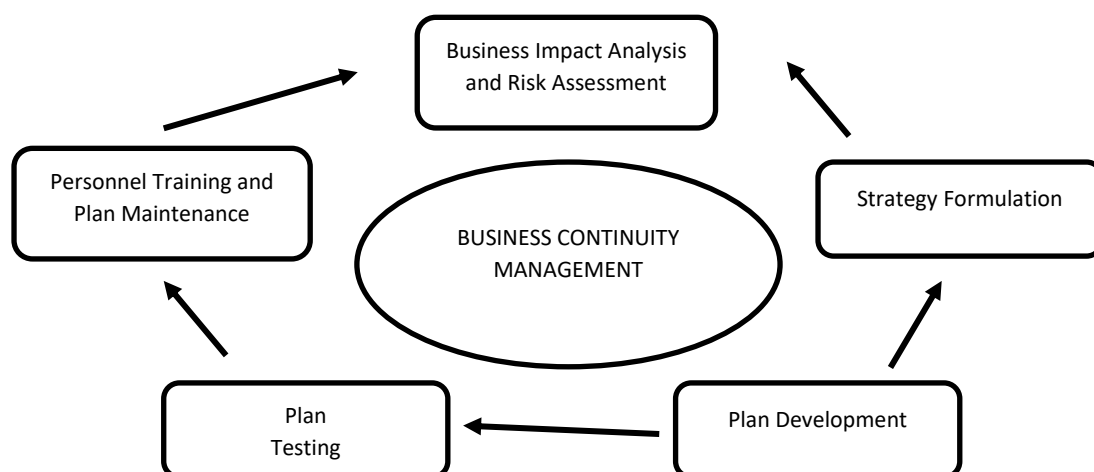 Business Impact Analysis
and Risk Assessment
Personnel Training and
Plan Maintenance
Strategy Formulation
BUSINESS CONTINUITY
MANAGEMENT
Plan
Testing
Plan Development